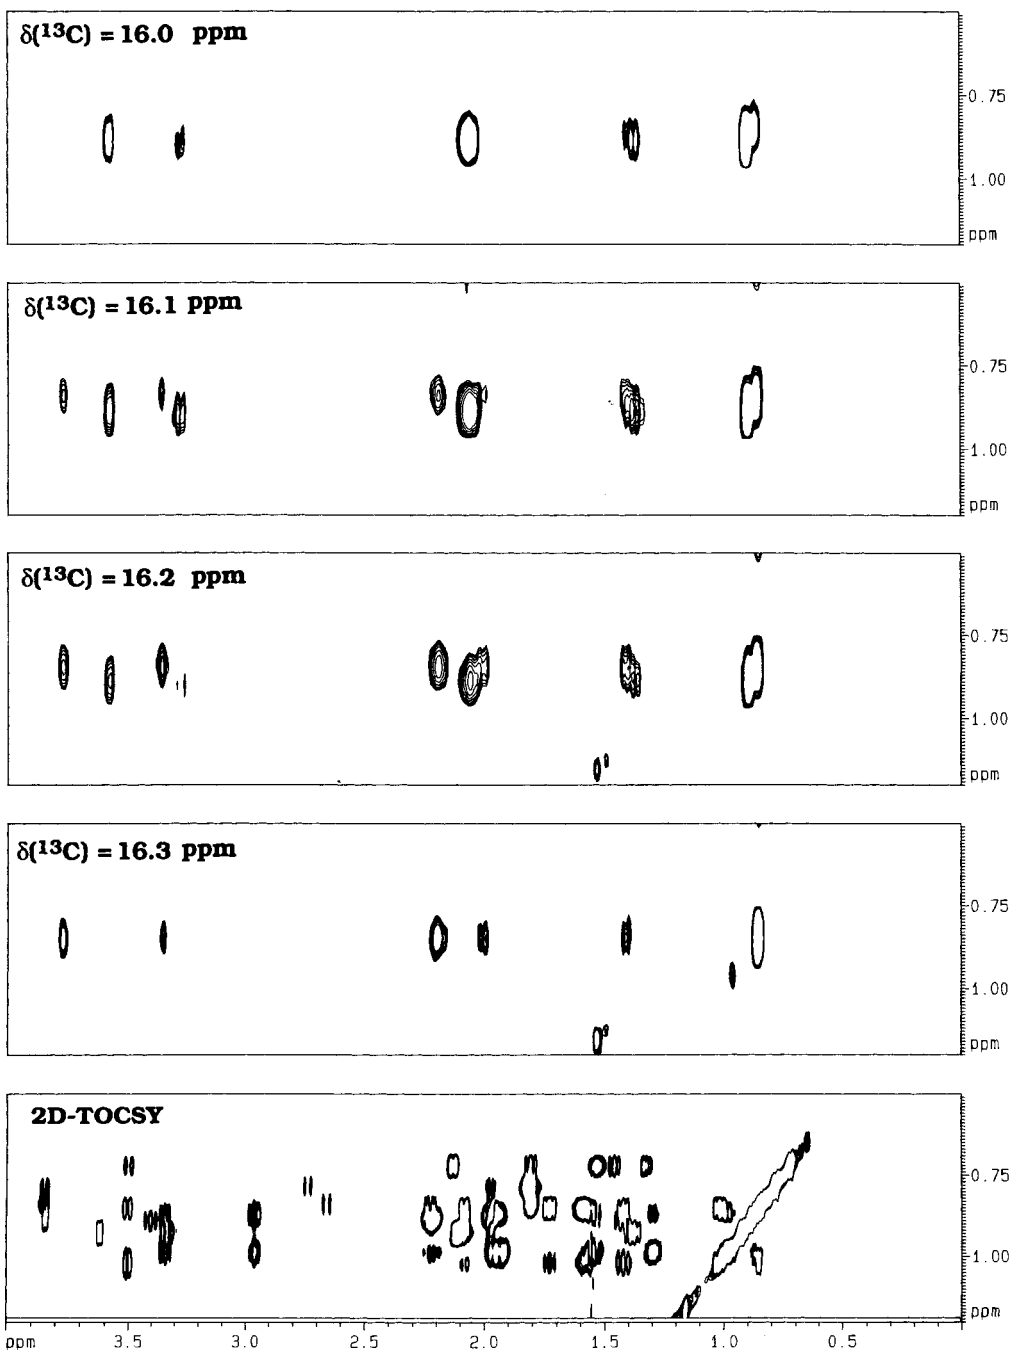 δ(¹³C) = 16.0 ppm
0.75
1.00
ppm
δ(¹³C) = 16.1 ppm
0.75
1.00
ppm
δ(¹³C) = 16.2 ppm
0.75
1.00
ppm
δ(¹³C) = 16.3 ppm
0.75
1.00
ppm
2D-TOCSY
0.75
1.00
ppm
ppm 3.5 3.0 2.5 2.0 1.5 1.0 0.5